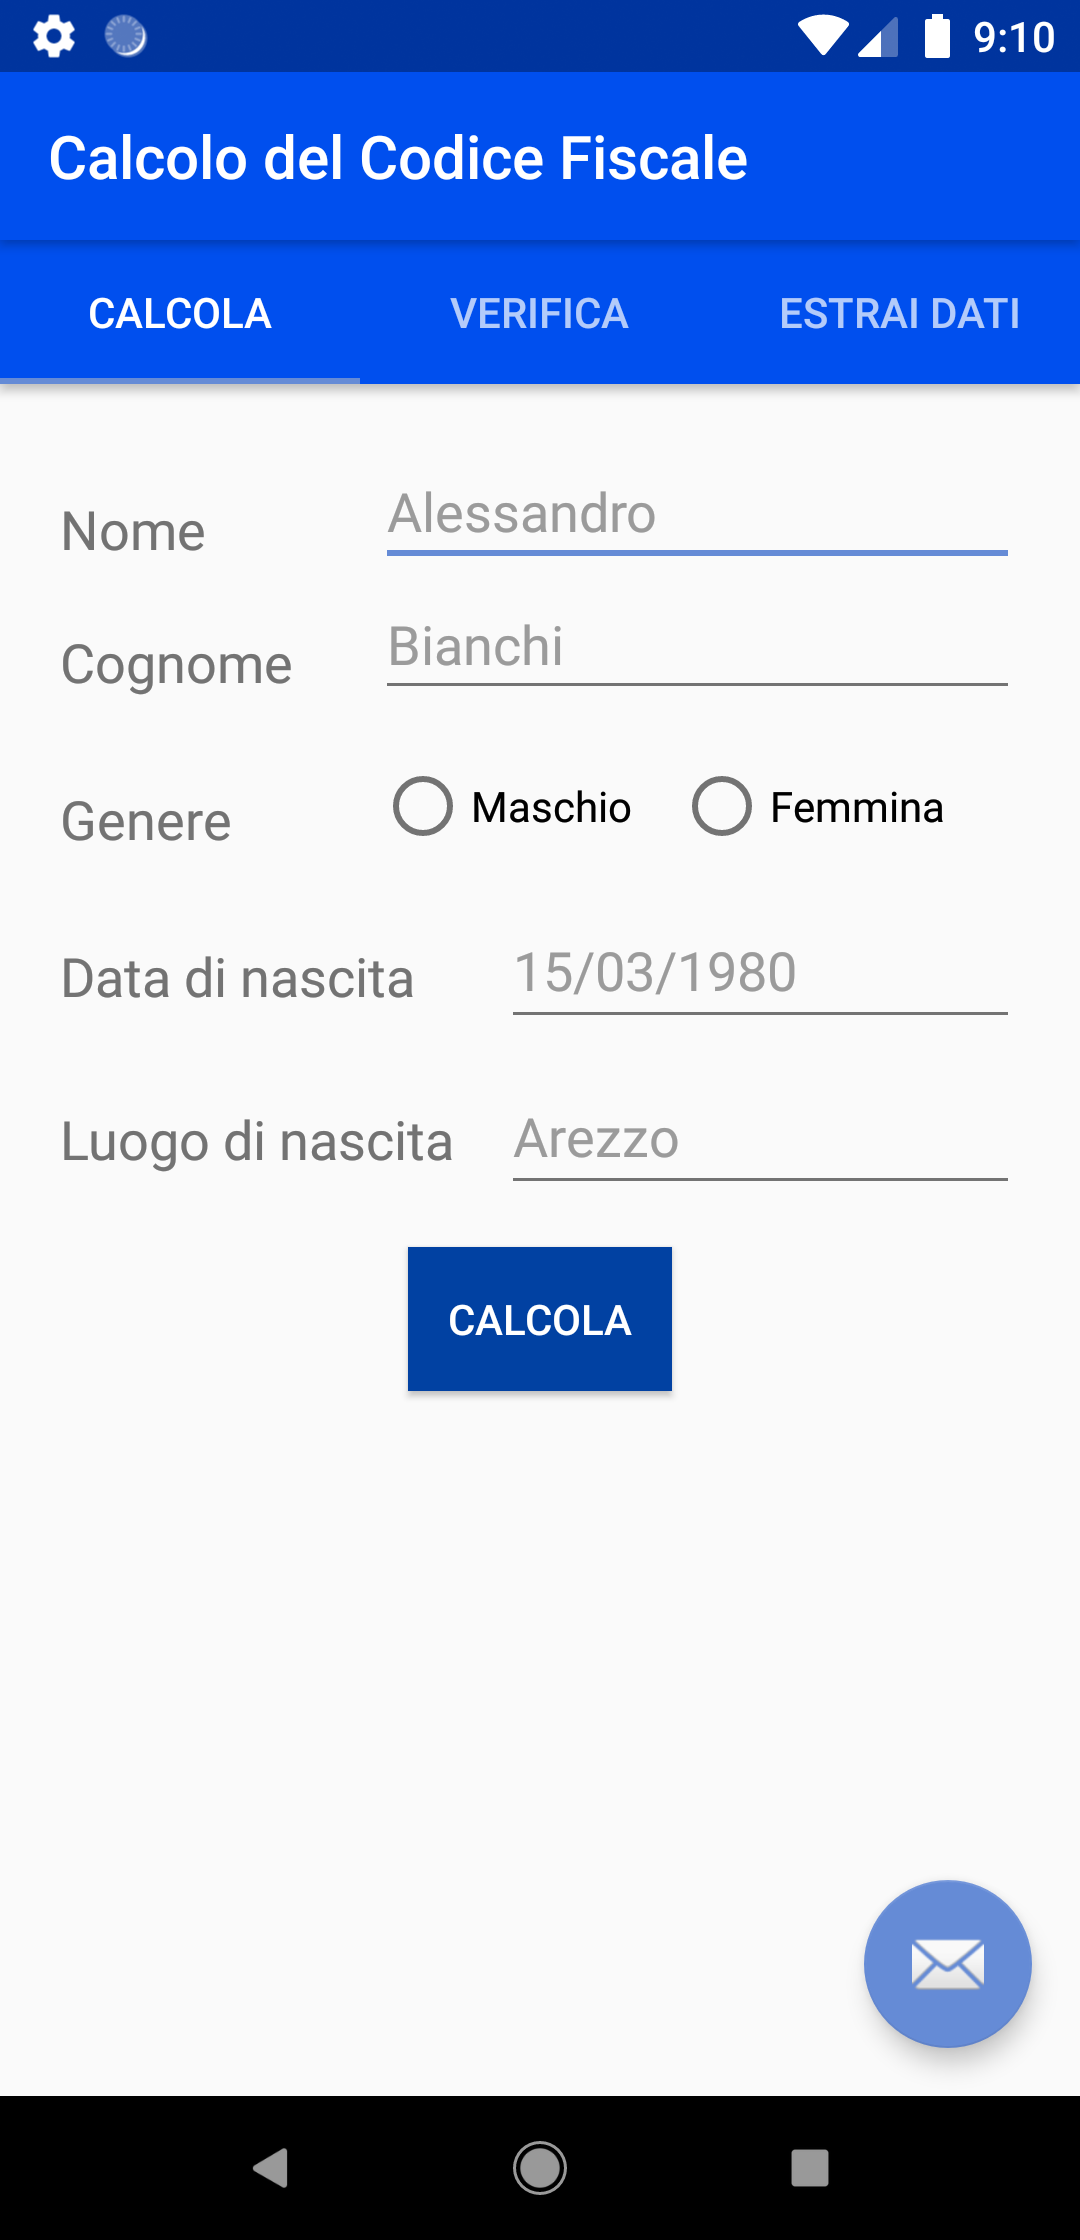 9:10
Calcolo del Codice Fiscale
CALCOLA VERIFICA ESTRAI DATI
Nome Alessandro
Cognome Bianchi
Genere Maschio Femmina
Data di nascita 15/03/1980
Luogo di nascita Arezzo
CALCOLA